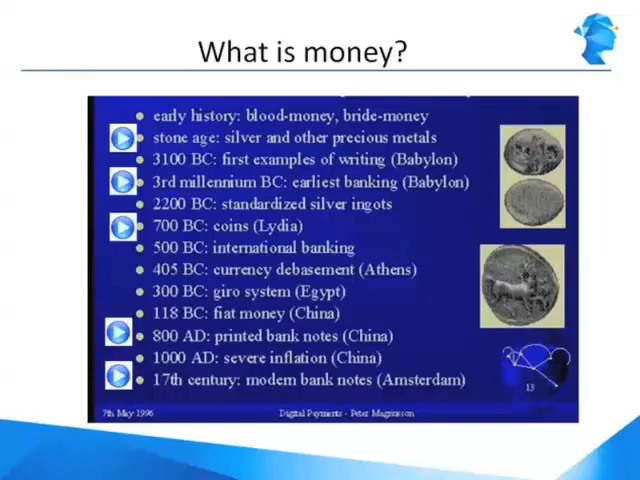 What is money?
early history: blood-money, bride-money
stone age: silver and other precious metals
3100 BC: first examples of writing (Babylon)
3rd millennium BC: earliest banking (Babylon)
2200 BC: standardized silver ingots
700 BC: coins (Lydia)
500 BC: international banking
405 BC: currency debasement (Athens)
300 BC: giro system (Egypt)
118 BC: fiat money (China)
800 AD: printed bank notes (China)
1000 AD: severe inflation (China)
17th century: modern bank notes (Amsterdam)
13
7th May 1996
Digital Payments - Peter Magnusson